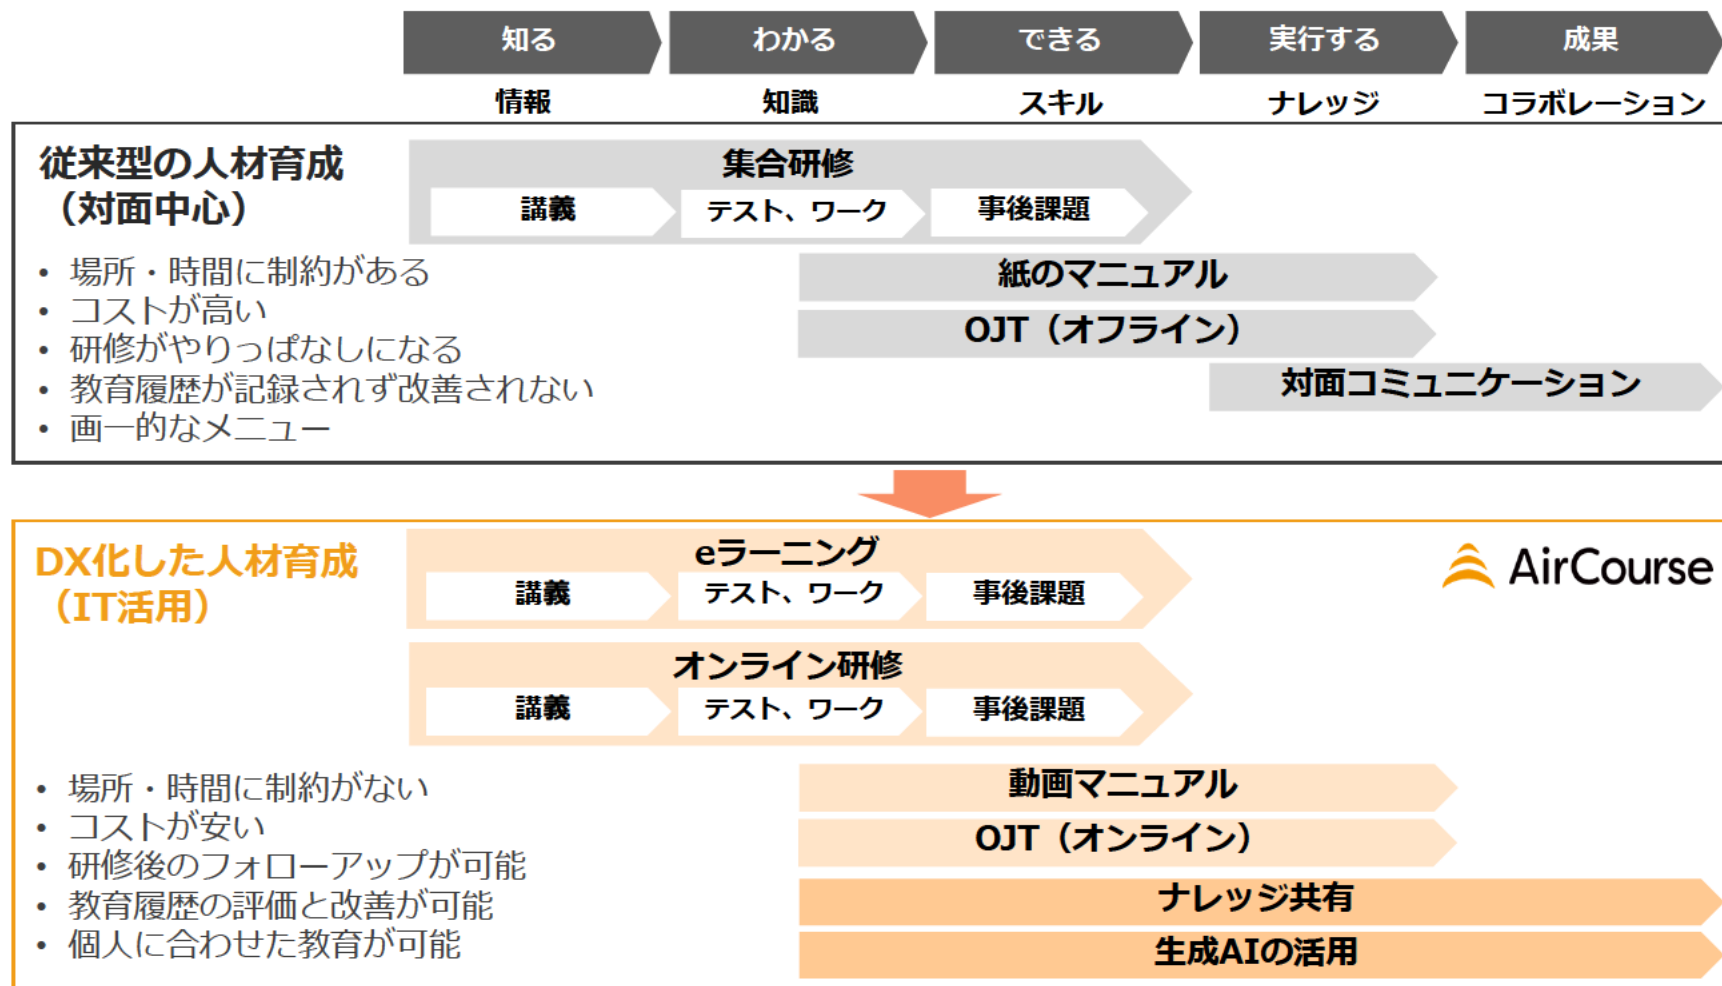 知る
わかる
できる
実行する
成果
情報
知識
スキル
ナレッジ
コラボレーション
従来型の人材育成
（対面中心）
• 場所・時間に制約がある
• コストが高い
• 研修がやりっぱなしになる
• 教育履歴が記録されず改善されない
• 画一的なメニュー
集合研修
講義
テスト、ワーク
事後課題
紙のマニュアル
OJT（オフライン）
対面コミュニケーション
DX化した人材育成
（IT活用）
AirCourse
eラーニング
講義
テスト、ワーク
事後課題
オンライン研修
講義
テスト、ワーク
事後課題
• 場所・時間に制約がない
• コストが安い
• 研修後のフォローアップが可能
• 教育履歴の評価と改善が可能
• 個人に合わせた教育が可能
動画マニュアル
OJT（オンライン）
ナレッジ共有
生成AIの活用